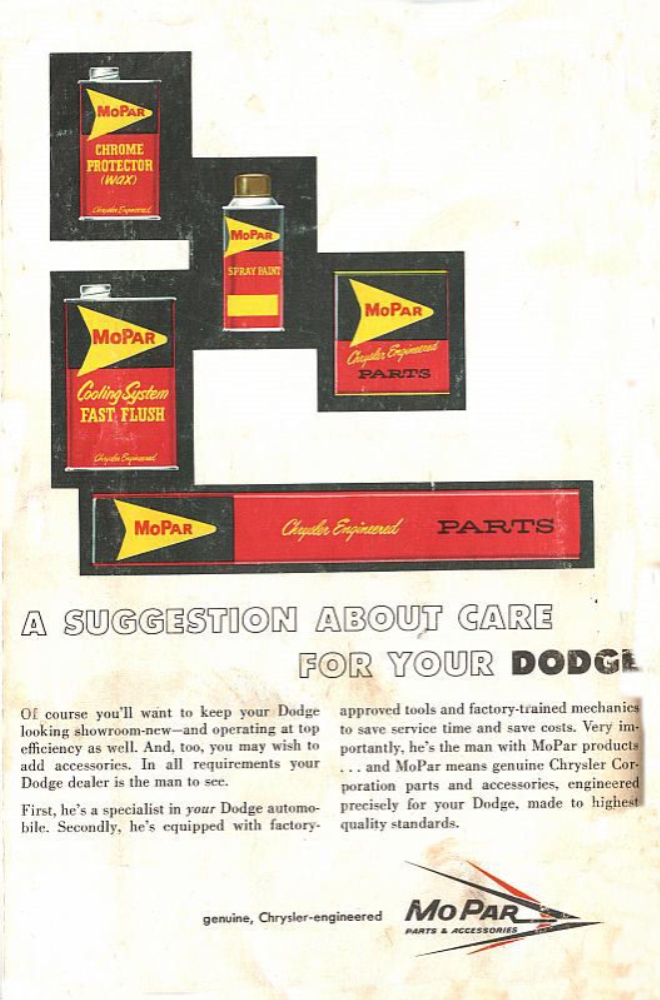 MOPAR
CHROME
PROTECTOR
(WAX)
Chrysler Engineered
MOPAR
SPRAY PAINT
MOPAR
Chrysler Engineered
PARTS
MOPAR
Cooling System
FAST FLUSH
Chrysler Engineered
MOPAR Chrysler Engineered PARTS
A SUGGESTION ABOUT CARE
FOR YOUR DODGE
Of course you'll want to keep your Dodge
looking showroom-new—and operating at top
efficiency as well. And, too, you may wish to
add accessories. In all requirements your
Dodge dealer is the man to see.
First, he's a specialist in your Dodge automo-
bile. Secondly, he's equipped with factory-
approved tools and factory-trained mechanics
to save service time and save costs. Very im-
portantly, he's the man with MoPar products
... and MoPar means genuine Chrysler Cor-
poration parts and accessories, engineered
precisely for your Dodge, made to highest
quality standards.
genuine, Chrysler-engineered
MOPAR
PARTS & ACCESSORIES